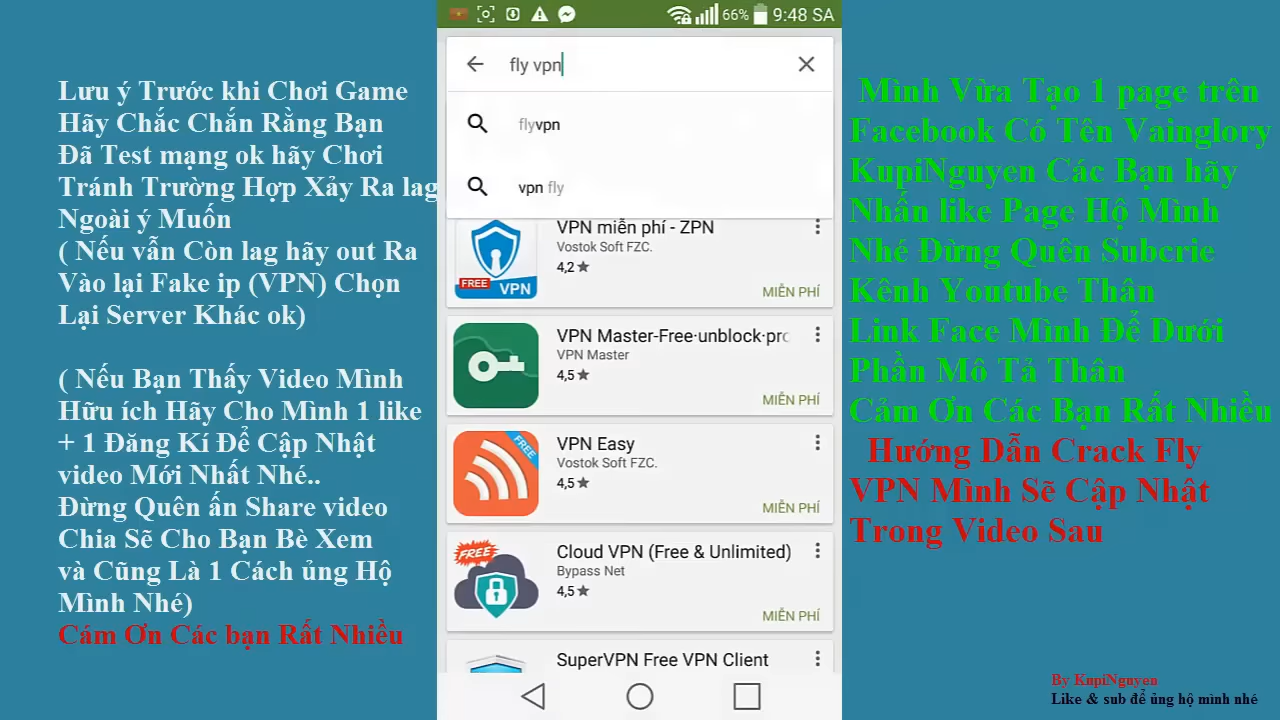 Lưu ý Trước khi Chơi Game
Hãy Chắc Chắn Rằng Bạn
Đã Test mạng ok hãy Chơi
Tránh Trường Hợp Xảy Ra lag
Ngoài ý Muốn
( Nếu vẫn Còn lag hãy out Ra
Vào lại Fake ip (VPN) Chọn
Lại Server Khác ok)
( Nếu Bạn Thấy Video Mình
Hữu ích Hãy Cho Mình 1 like
+ 1 Đăng Kí Để Cập Nhật
video Mới Nhất Nhé..
Đừng Quên ấn Share video
Chia Sẽ Cho Bạn Bè Xem
và Cũng Là 1 Cách ủng Hộ
Mình Nhé)
Cám Ơn Các bạn Rất Nhiều
66% 9:48 SA
fly vpn
flyvpn
vpn fly
VPN miễn phí - ZPN
Vostok Soft FZC.
4,2★
FREE
VPN
MIỄN PHÍ
VPN Master-Free·unblock·pro
VPN Master
4,5★
MIỄN PHÍ
VPN Easy
FREE
Vostok Soft FZC.
4,5★
MIỄN PHÍ
Cloud VPN (Free & Unlimited)
FREE
Bypass Net
4,5★
MIỄN PHÍ
SuperVPN Free VPN Client
Mình Vừa Tạo 1 page trên
Facebook Có Tên Vainglory
KupiNguyen Các Bạn hãy
Nhấn like Page Hộ Mình
Nhé Đừng Quên Subcrie
Kênh Youtube Thân
Link Face Mình Để Dưới
Phần Mô Tả Thân
Cảm Ơn Các Bạn Rất Nhiều
Hướng Dẫn Crack Fly
VPN Mình Sẽ Cập Nhật
Trong Video Sau
By KupiNguyen
Like & sub để ủng hộ mình nhé